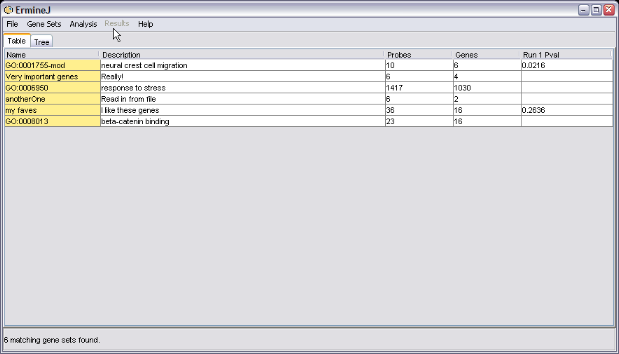 ErmineJ
File Gene Sets Analysis Results Help
Table Tree
Name Description Probes Genes Run 1 Pval
GO:0001755-mod neural crest cell migration 10 6 0.0216
Very important genes Really! 6 4
GO:0006950 response to stress 1417 1030
anotherOne Read in from file 6 2
my faves I like these genes 36 16 0.2636
GO:0008013 beta-catenin binding 23 16
6 matching gene sets found.